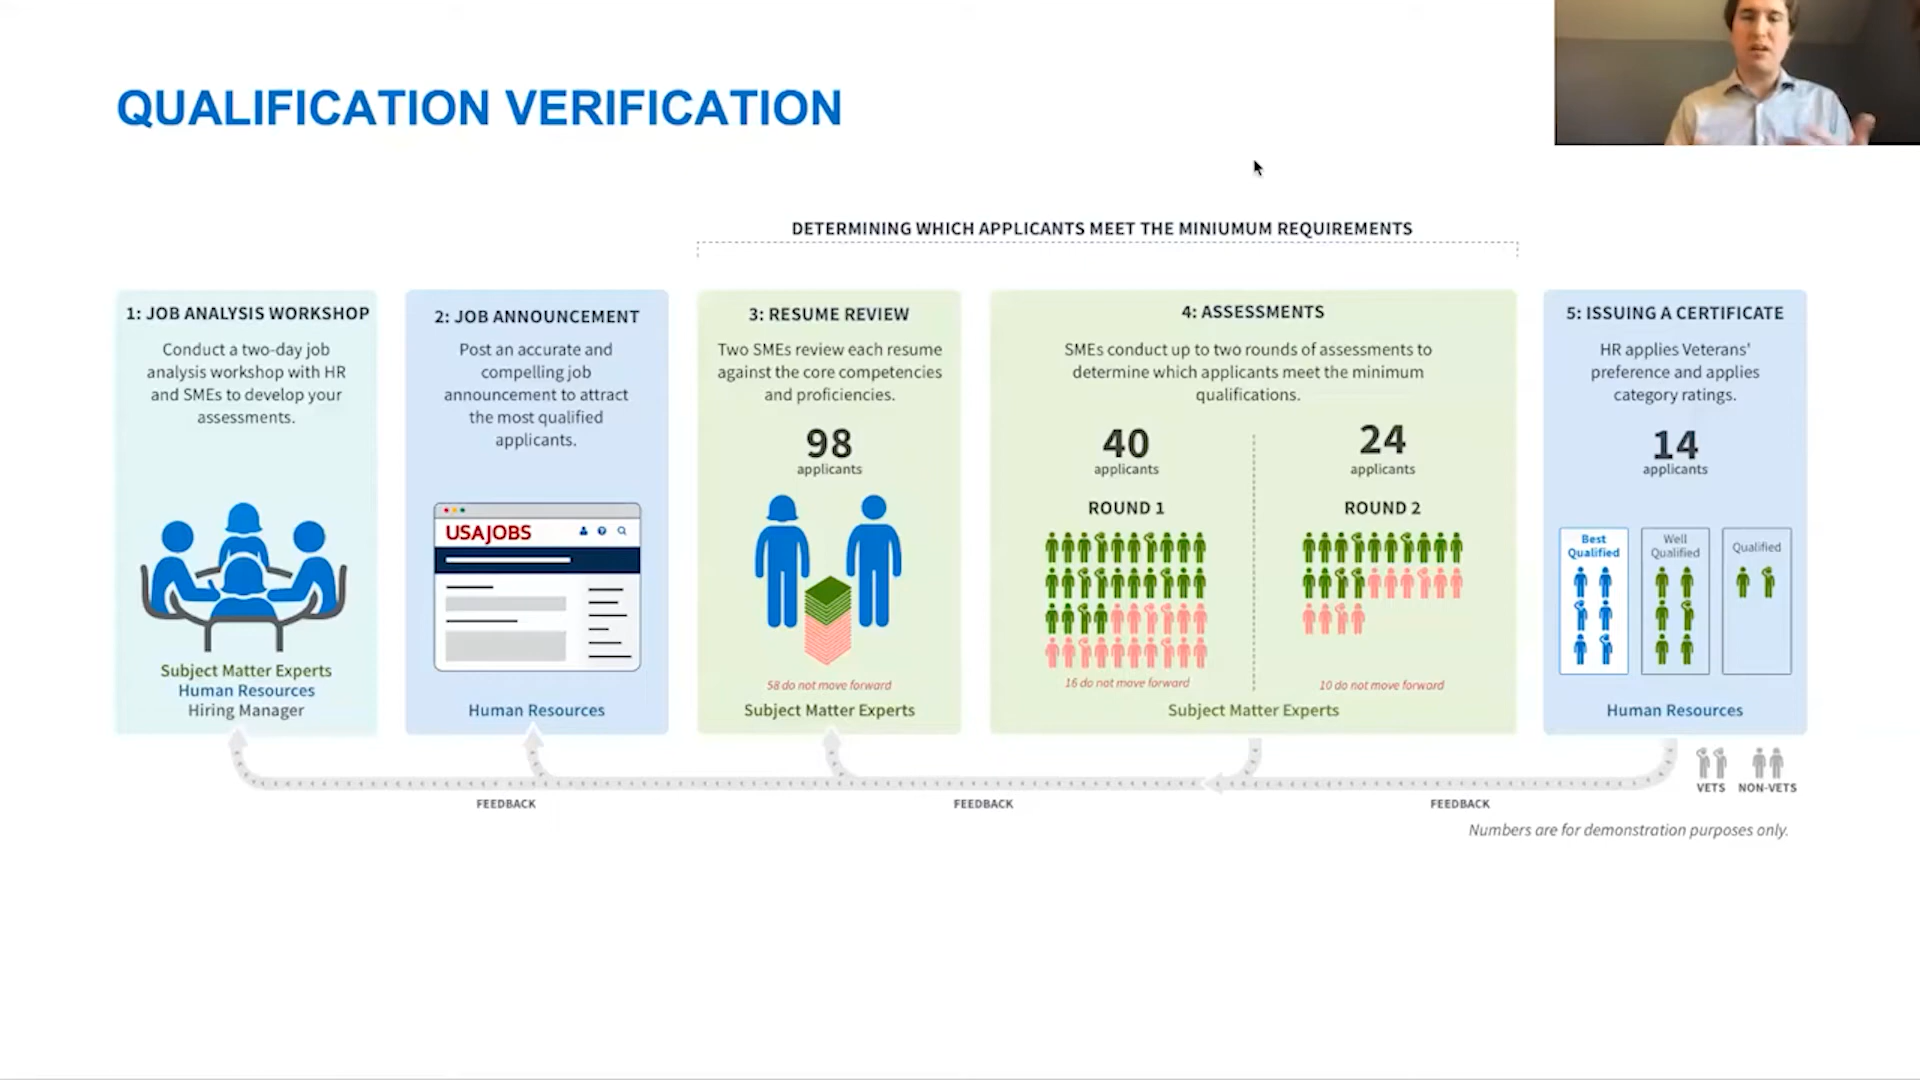 QUALIFICATION VERIFICATION
DETERMINING WHICH APPLICANTS MEET THE MINIUMUM REQUIREMENTS
1: JOB ANALYSIS WORKSHOP
Conduct a two-day job
analysis workshop with HR
and SMEs to develop your
assessments.
Subject Matter Experts
Human Resources
Hiring Manager
2: JOB ANNOUNCEMENT
Post an accurate and
compelling job
announcement to attract
the most qualified
applicants.
USAJOBS
Human Resources
3: RESUME REVIEW
Two SMEs review each resume
against the core competencies
and proficiencies.
98
applicants
58 do not move forward
Subject Matter Experts
4: ASSESSMENTS
SMEs conduct up to two rounds of assessments to
determine which applicants meet the minimum
qualifications.
40
applicants
ROUND 1
16 do not move forward
24
applicants
ROUND 2
10 do not move forward
Subject Matter Experts
5: ISSUING A CERTIFICATE
HR applies Veterans'
preference and applies
category ratings.
14
applicants
Best
Qualified
Well
Qualified
Qualified
Human Resources
FEEDBACK
FEEDBACK
FEEDBACK
VETS
NON-VETS
Numbers are for demonstration purposes only.